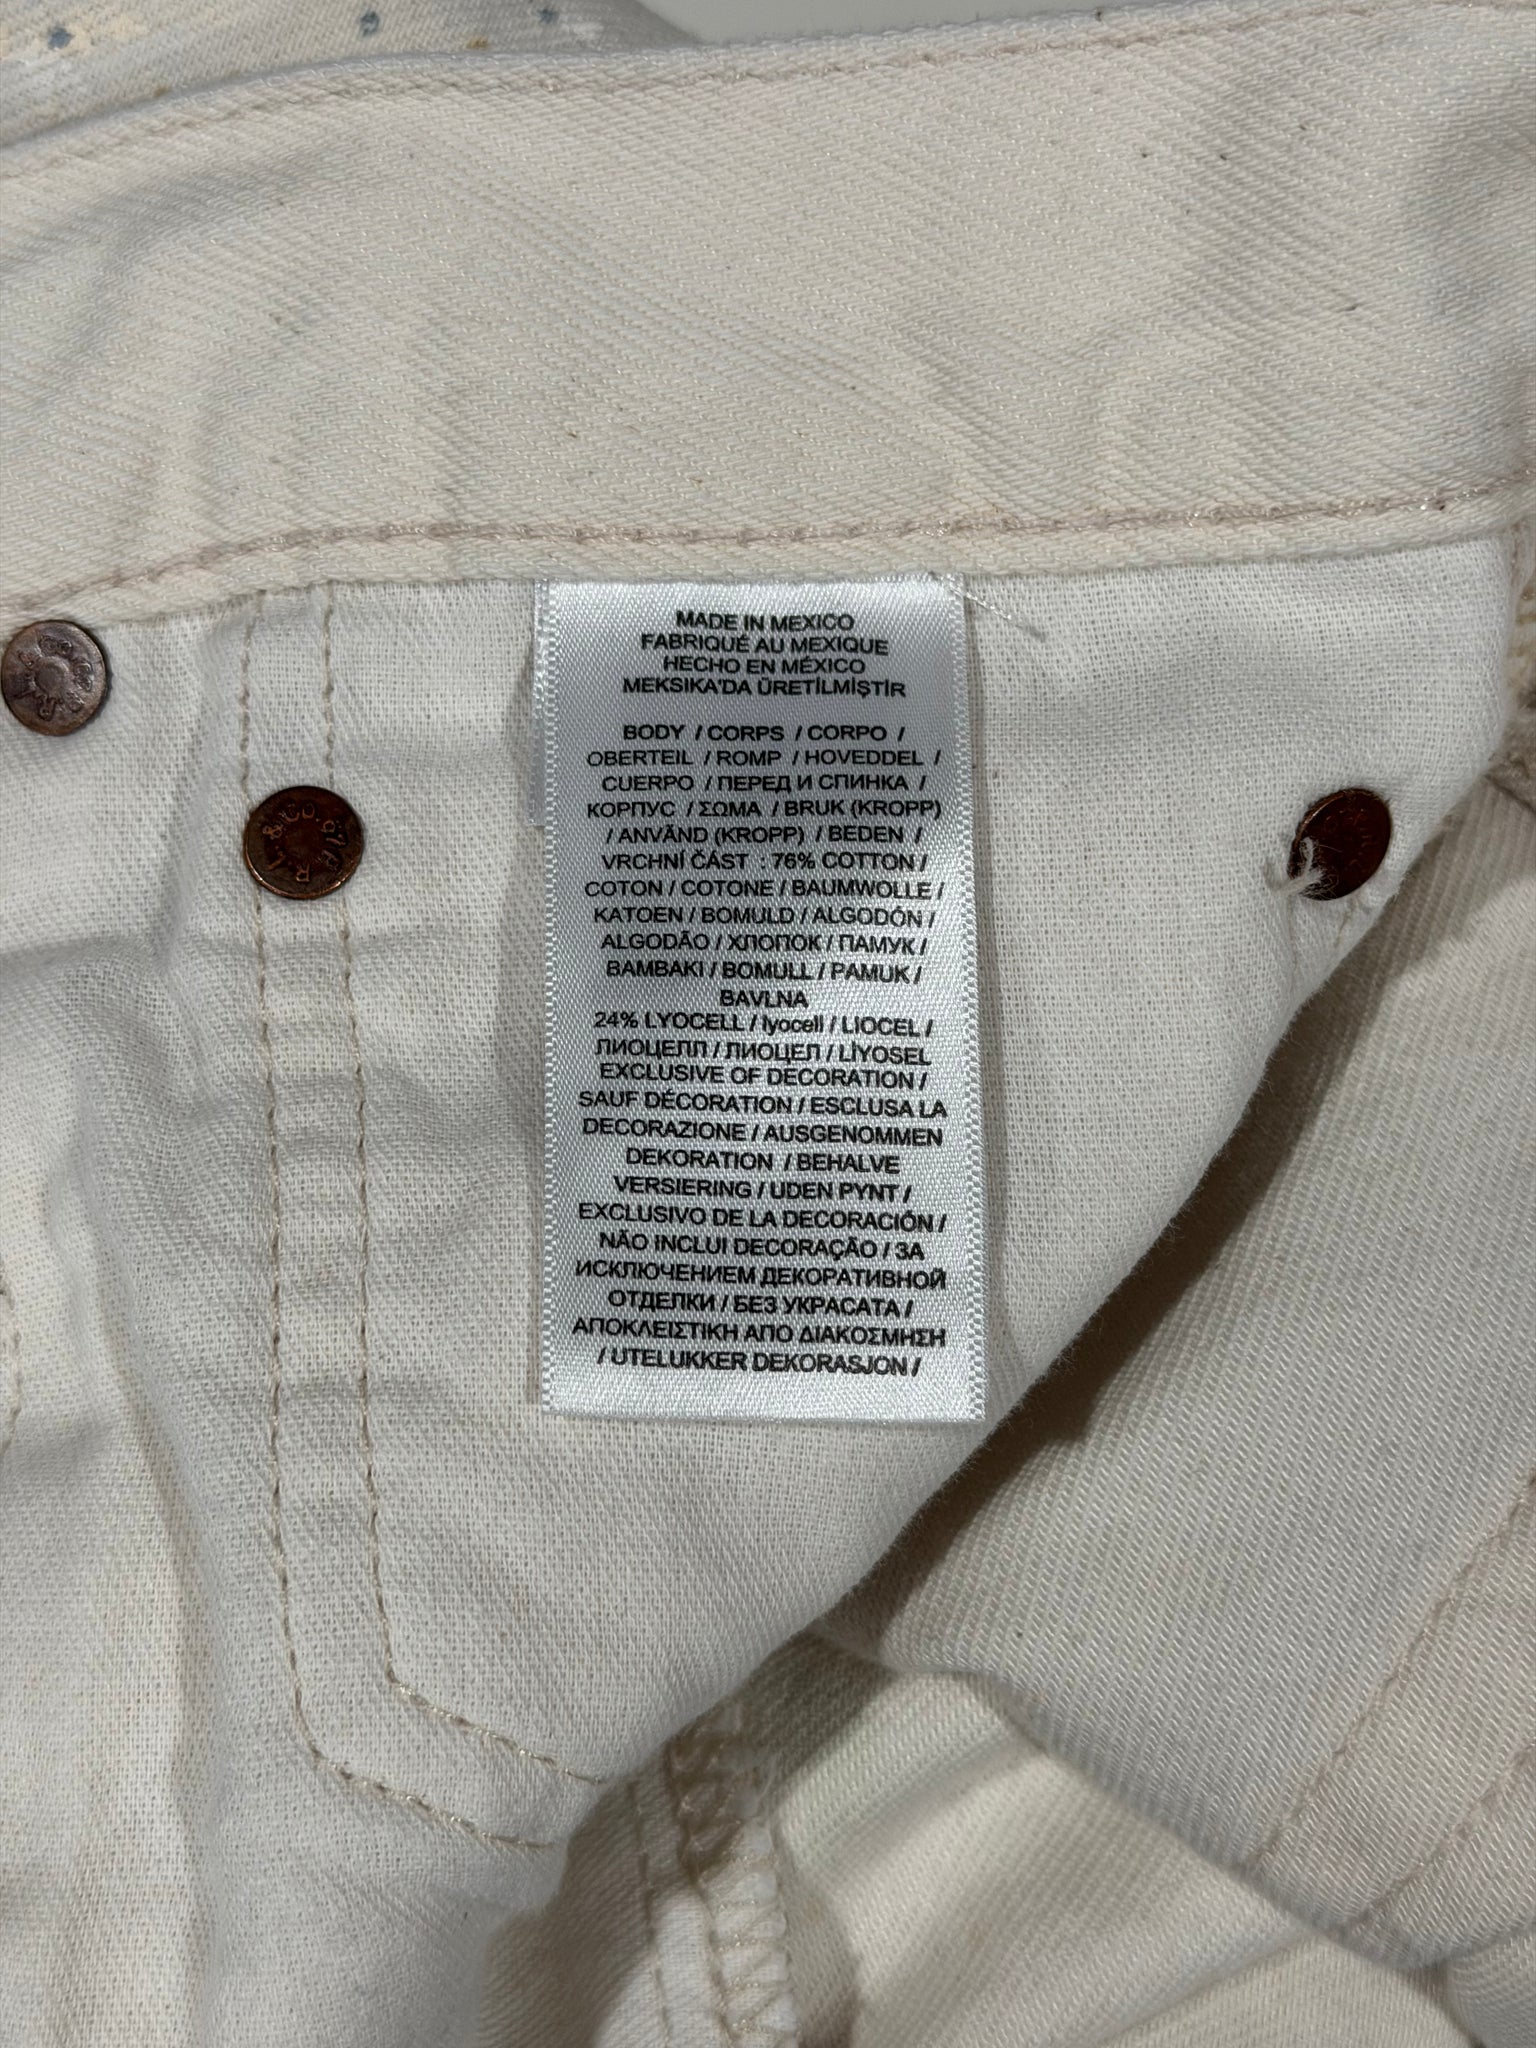 MADE IN MEXICO
FABRIQUÉ AU MEXIQUE
HECHO EN MÉXICO
MEKSIKA'DA ÜRETİLMİŞTİR
BODY / CORPS / CORPO /
OBERTEIL / ROMP / HOVEDDEL /
CUERPO / ПЕРЕД И СПИНКА /
КОРПУС / ΣΩΜΑ / BRUK (KROPP)
/ ANVÄND (KROPP) / BEDEN /
VRCHNÍ ČÁST : 76% COTTON /
COTON / COTONE / BAUMWOLLE /
KATOEN / BOMULD / ALGODÓN /
ALGODÃO / ХЛОПОК / ПАМУК /
ΒΑΜΒΑΚΙ / BOMULL / PAMUK /
BAVLNA
24% LYOCELL / lyocell / LIOCEL /
ЛИОЦЕЛЛ / ЛИОЦЕЛ / LİYOSEL
EXCLUSIVE OF DECORATION /
SAUF DÉCORATION / ESCLUSA LA
DECORAZIONE / AUSGENOMMEN
DEKORATION / BEHALVE
VERSIERING / UDEN PYNT /
EXCLUSIVO DE LA DECORACIÓN /
NÃO INCLUI DECORAÇÃO / ЗА
ИСКЛЮЧЕНИЕМ ДЕКОРАТИВНОЙ
ОТДЕЛКИ / БЕЗ УКРАСАТА /
ΑΠΟΚΛΕΙΣΤΙΚΗ ΑΠΟ ΔΙΑΚΟΣΜΗΣΗ
/ UTELUKKER DEKORASJON /